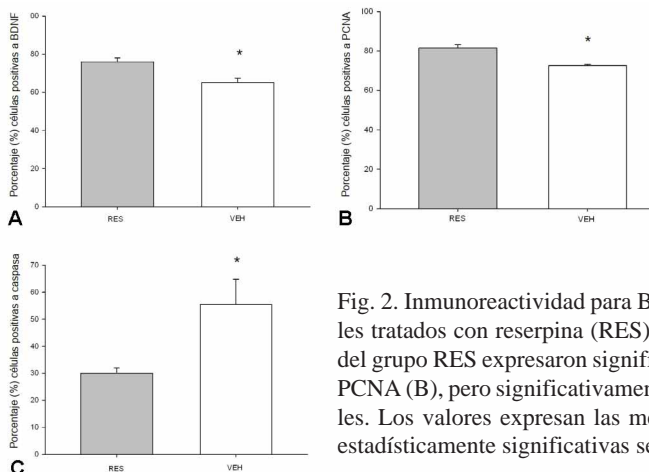 00
80
60
40
20
0
Porcentaje (%) células positivas a BDNF
*
RES
VEH
A
100
80
60
40
20
0
Porcentaje (%) células positivas a PCNA
*
RES
VEH
B
70
60
50
40
30
20
10
0
Porcentaje (%) células positivas a caspasa
*
RES
VEH
C
Fig. 2. Inmunoreactividad para B
les tratados con reserpina (RES)
del grupo RES expresaron signifi
PCNA (B), pero significativamen
les. Los valores expresan las me
estadísticamente significativas se